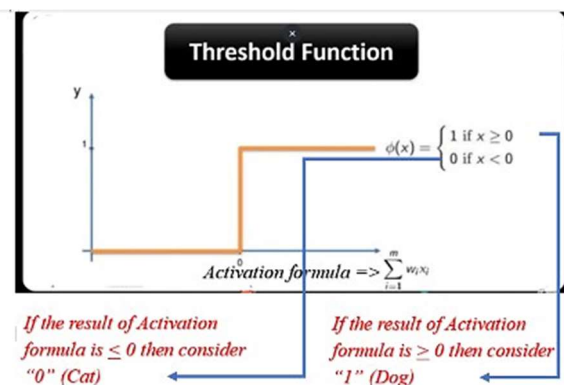 Threshold Function
y
1
ϕ(x) = { 1 if x ≥ 0
0 if x < 0
0
Activation formula => m ∑ i=1 wᵢxᵢ
If the result of Activation
formula is ≤ 0 then consider
“0” (Cat)
If the result of Activation
formula is ≥ 0 then consider
“1” (Dog)